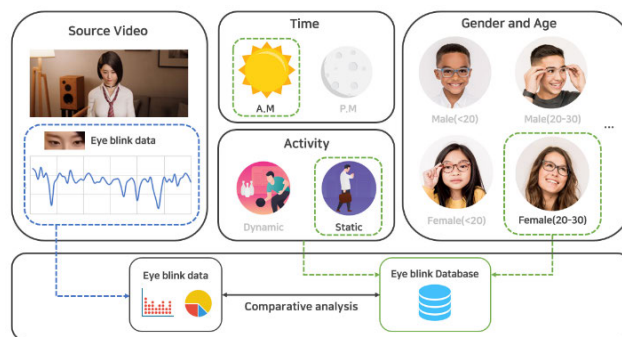 Source Video
Eye blink data
Time
A.M
P.M
Activity
Dynamic
Static
Gender and Age
Male(<20)
Male(20-30)
...
Female(<20)
Female(20-30)
Eye blink data
Comparative analysis
Eye blink Database